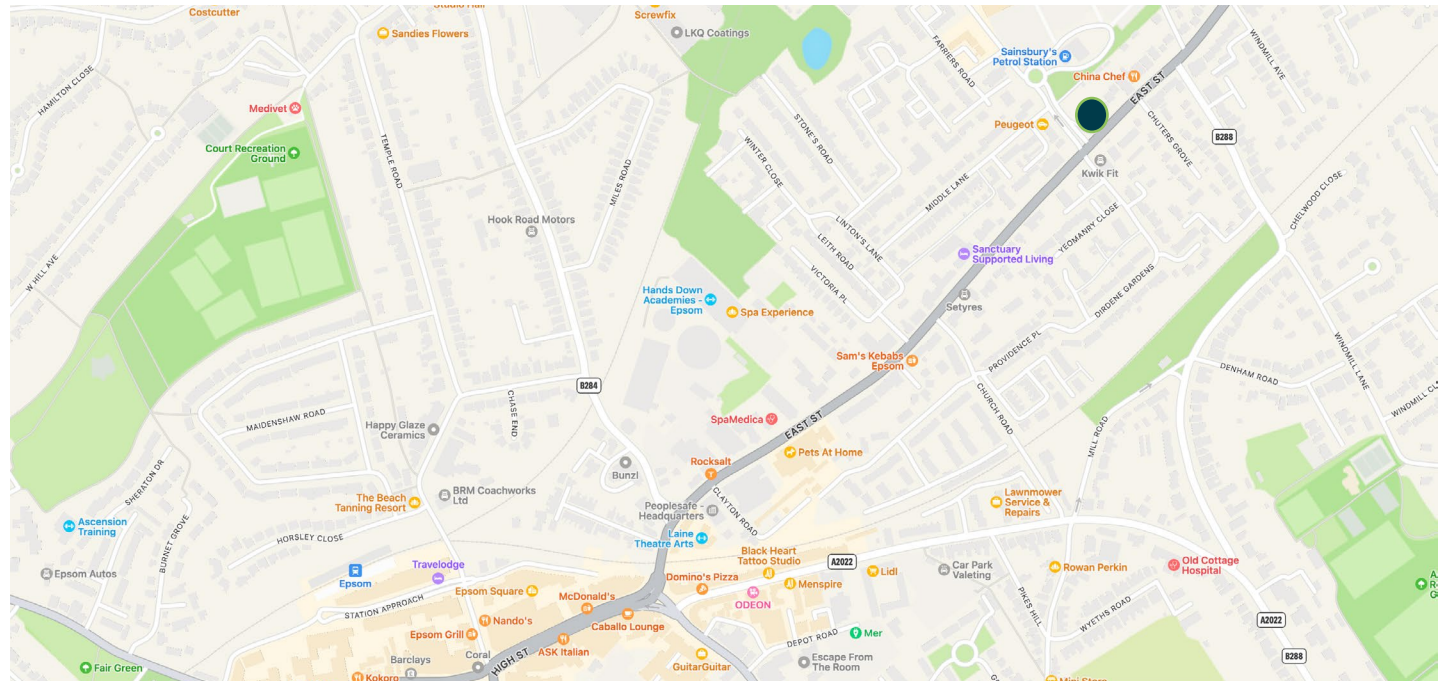 Costcutter
Sandies Flowers
Screwfix
LKQ Coatings
FARRIERS ROAD
Sainsbury's
Petrol Station
China Chef
EAST ST
WINDMILL AVE
HAMILTON CLOSE
Medivet
Court Recreation
Ground
TEMPLE ROAD
MILES ROAD
STONE'S ROAD
WINTER CLOSE
Peugeot
CHUTERS GROVE
B288
Kwik Fit
MIDDLE LANE
CHELWOOD CLOSE
Hook Road Motors
LINTON'S LANE
LEITH ROAD
VICTORIA PL
YEOMANRY CLOSE
Sanctuary
Supported Living
W HILL AVE
Hands Down
Academies -
Epsom
Spa Experience
Setyres
DIRDENE GARDENS
PROVIDENCE PL
WINDMILL LANE
Sam's Kebabs
Epsom
DENHAM ROAD
B284
CHASE END
CHURCH ROAD
MAIDENSHAW ROAD
Happy Glaze
Ceramics
SpaMedica
EAST ST
MILL ROAD
Pets At Home
Rocksalt
Bunzl
SHERATON DR
The Beach
Tanning Resort
BRM Coachworks
Ltd
Peoplesafe -
Headquarters
CLAYTON ROAD
Lawnmower
Service &
Repairs
Ascension
Training
BURNET GROVE
HORSLEY CLOSE
Laine
Theatre Arts
Black Heart
Tattoo Studio
A2022
Old Cottage
Hospital
Epsom Autos
Epsom
Travelodge
Domino's Pizza
Menspire
Lidl
Car Park
Valeting
Rowan Perkin
STATION APPROACH
Epsom Square
McDonald's
ODEON
PIKES HILL
WYETHS ROAD
Nando's
Caballo Lounge
A2022
Epsom Grill
ASK Italian
DEPOT ROAD
Mer
Fair Green
Barclays
Coral
HIGH ST
GuitarGuitar
Escape From
The Room
B288
Kokoro